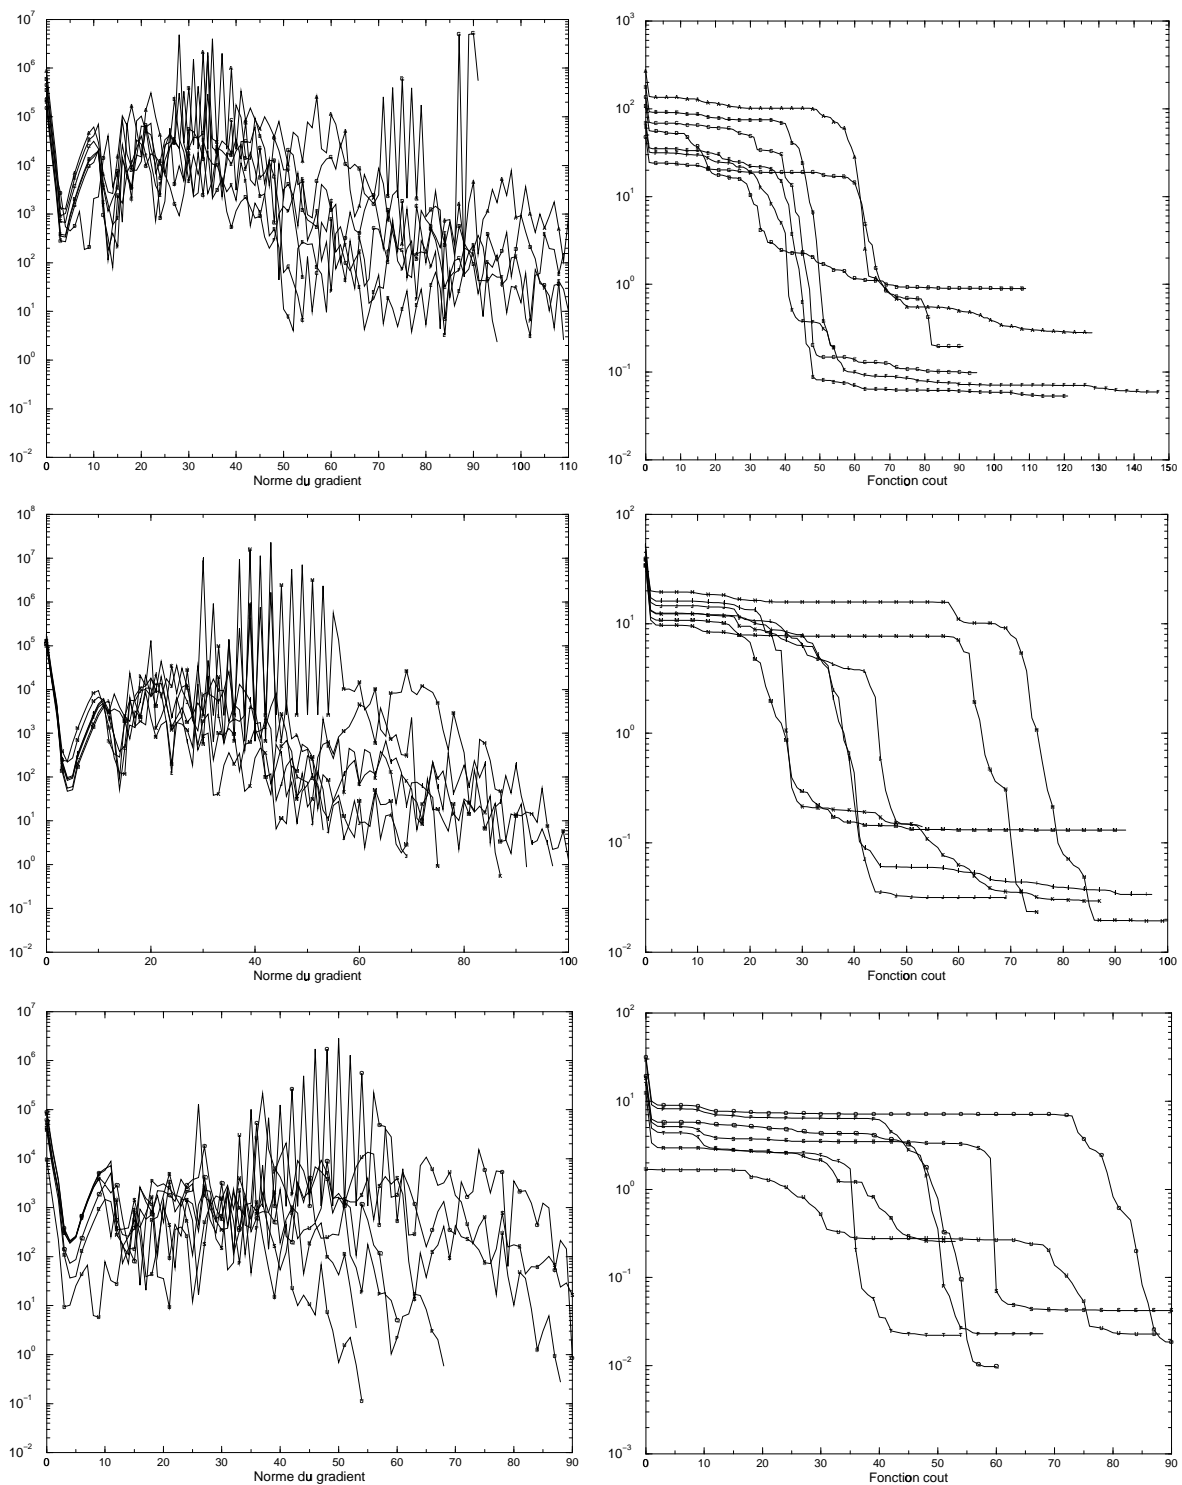 10^7 10^6 10^5 10^4 10^3 10^2 10^1 10^0 10^-1 10^-2
0 10 20 30 40 50 60 70 80 90 100 110
Norme du gradient
10^3 10^2 10^1 10^0 10^-1 10^-2
0 10 20 30 40 50 60 70 80 90 100 110 120 130 140 150
Fonction cout
10^8 10^7 10^6 10^5 10^4 10^3 10^2 10^1 10^0 10^-1 10^-2
0 20 40 60 80 100
Norme du gradient
10^2 10^1 10^0 10^-1 10^-2
0 10 20 30 40 50 60 70 80 90 100
Fonction cout
10^7 10^6 10^5 10^4 10^3 10^2 10^1 10^0 10^-1 10^-2
0 10 20 30 40 50 60 70 80 90
Norme du gradient
10^2 10^1 10^0 10^-1 10^-2 10^-3
0 10 20 30 40 50 60 70 80 90
Fonction cout